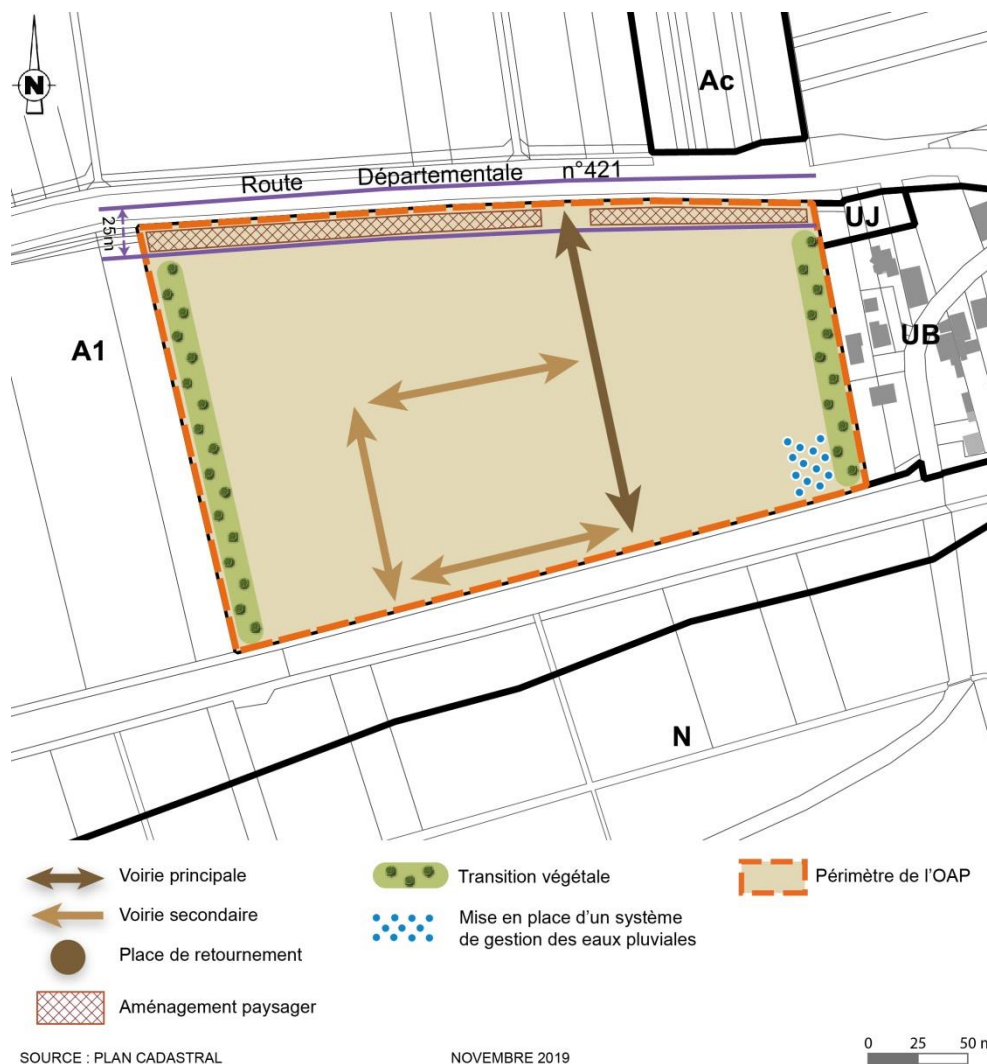 N
Ac
Route Départementale n°421
25m
UJ
UB
A1
N
Voirie principale
Voirie secondaire
Place de retournement
Aménagement paysager
Transition végétale
Mise en place d'un système
de gestion des eaux pluviales
Périmètre de l'OAP
SOURCE : PLAN CADASTRAL
NOVEMBRE 2019
0 25 50 m